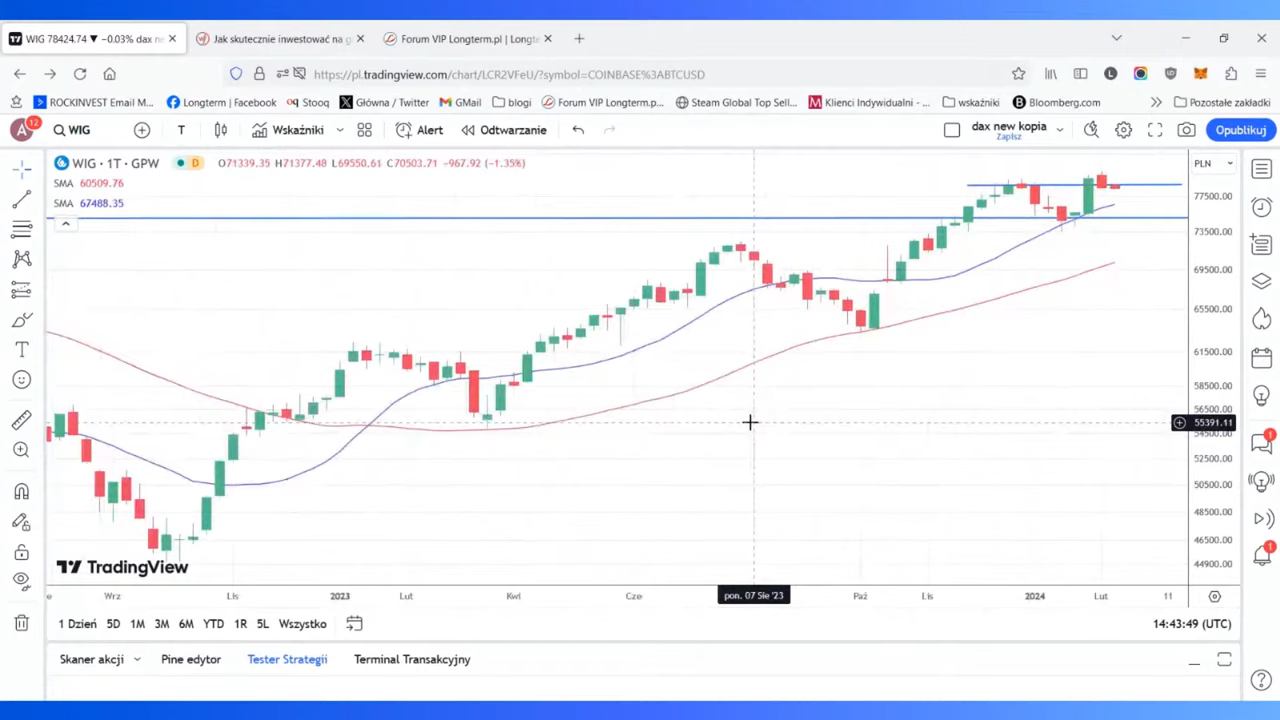 WIG 78424.74 ▼ −0.03% dax ne
Jak skutecznie inwestować na g
Forum VIP Longterm.pl | Longte
https://pl.tradingview.com/chart/LCR2VFeU/?symbol=COINBASE%3ABTCUSD
ROCKINVEST Email M...
Longterm | Facebook
Stooq
Główna / Twitter
GMail
blogi
Forum VIP Longterm.p...
Steam Global Top Sell...
Klienci Indywidualni - ...
wskaźniki
Bloomberg.com
Pozostałe zakładki
A 12
WIG
T
Wskaźniki
Alert
Odtwarzanie
dax new kopia
Zapisz
Opublikuj
WIG · 1T · GPW
D
O71339.35 H71377.48 L69550.61 C70503.71 −967.92 (−1.35%)
PLN
SMA 60509.76
SMA 67488.35
77500.00
73500.00
69500.00
65500.00
61500.00
58500.00
56500.00
55391.11
54500.00
52500.00
50500.00
48500.00
46500.00
44900.00
TradingView
Wrz
Lis
2023
Lut
Kwi
Cze
pon. 07 Sie '23
Paź
Lis
2024
Lut
11
1 Dzień 5D 1M 3M 6M YTD 1R 5L Wszystko
14:43:49 (UTC)
Skaner akcji
Pine edytor
Tester Strategii
Terminal Transakcyjny